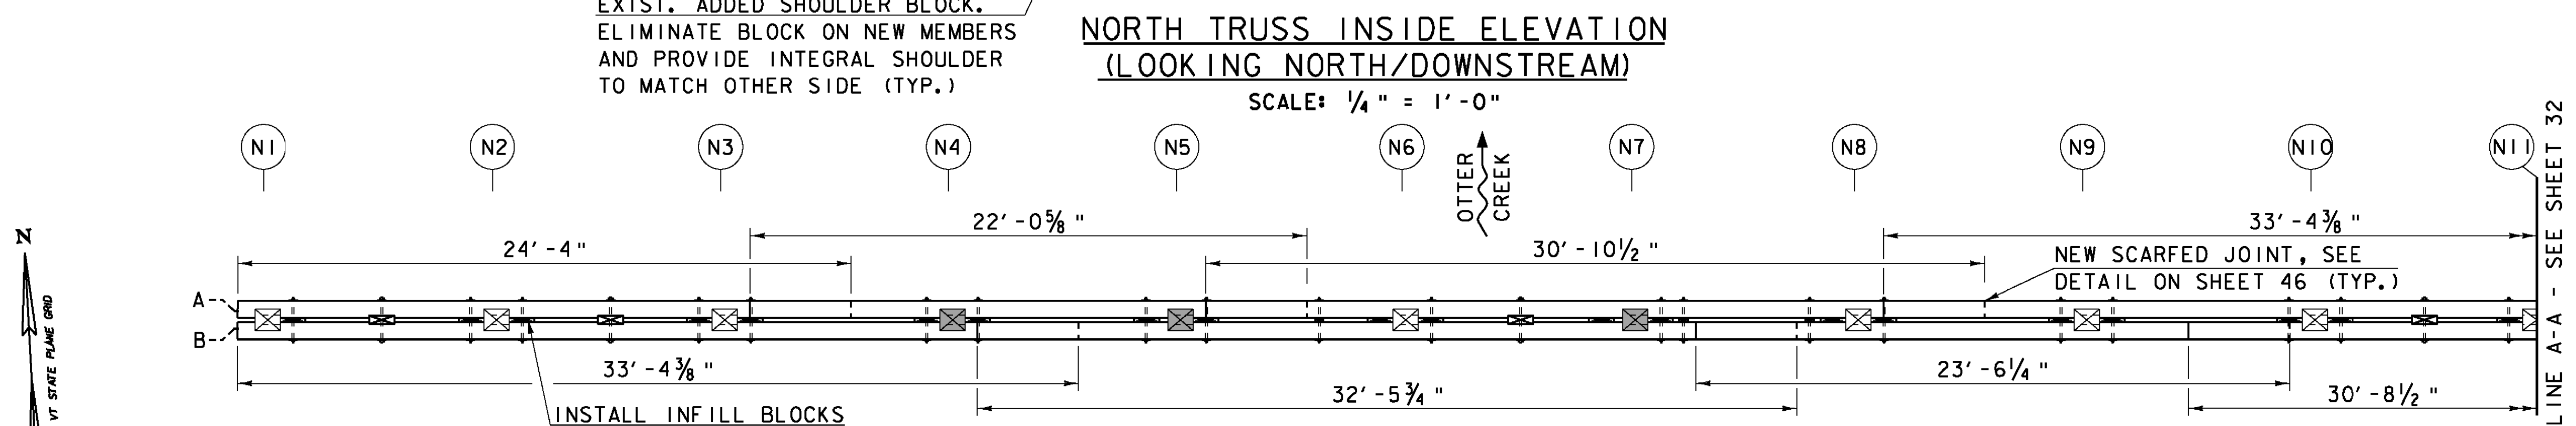 EXIST. ADDED SHOULDER BLOCK.
ELIMINATE BLOCK ON NEW MEMBERS
AND PROVIDE INTEGRAL SHOULDER
TO MATCH OTHER SIDE (TYP.)
NORTH TRUSS INSIDE ELEVATION
(LOOKING NORTH/DOWNSTREAM)
SCALE: 1/4" = 1'-0"
N1 N2 N3 N4 N5 N6 N7 N8 N9 N10 N11
OTTER
CREEK
22'-0 5/8"
33'-4 3/8"
24'-4"
30'-10 1/2"
NEW SCARFED JOINT, SEE
DETAIL ON SHEET 46 (TYP.)
N
VT STATE PLANE GRID
A
B
33'-4 3/8"
23'-6 1/4"
32'-5 3/4"
30'-8 1/2"
INSTALL INFILL BLOCKS
LINE A-A - SEE SHEET 32